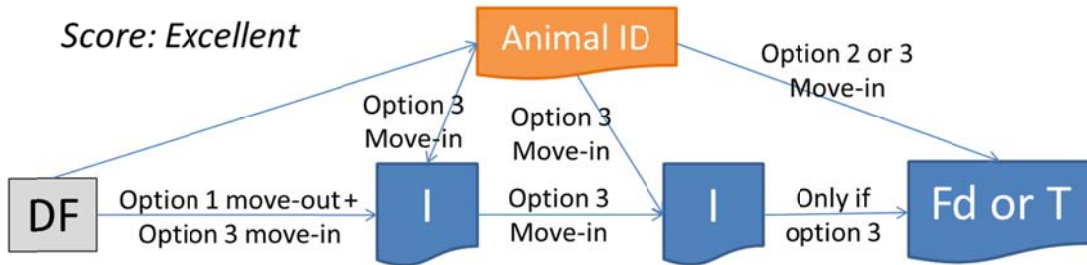 Score: Excellent
Animal ID
Option 2 or 3
Move-in
Option 3
Move-in
Option 3
Move-in
DF
Option 1 move-out +
Option 3 move-in
I
Option 3
Move-in
I
Only if
option 3
Fd or T